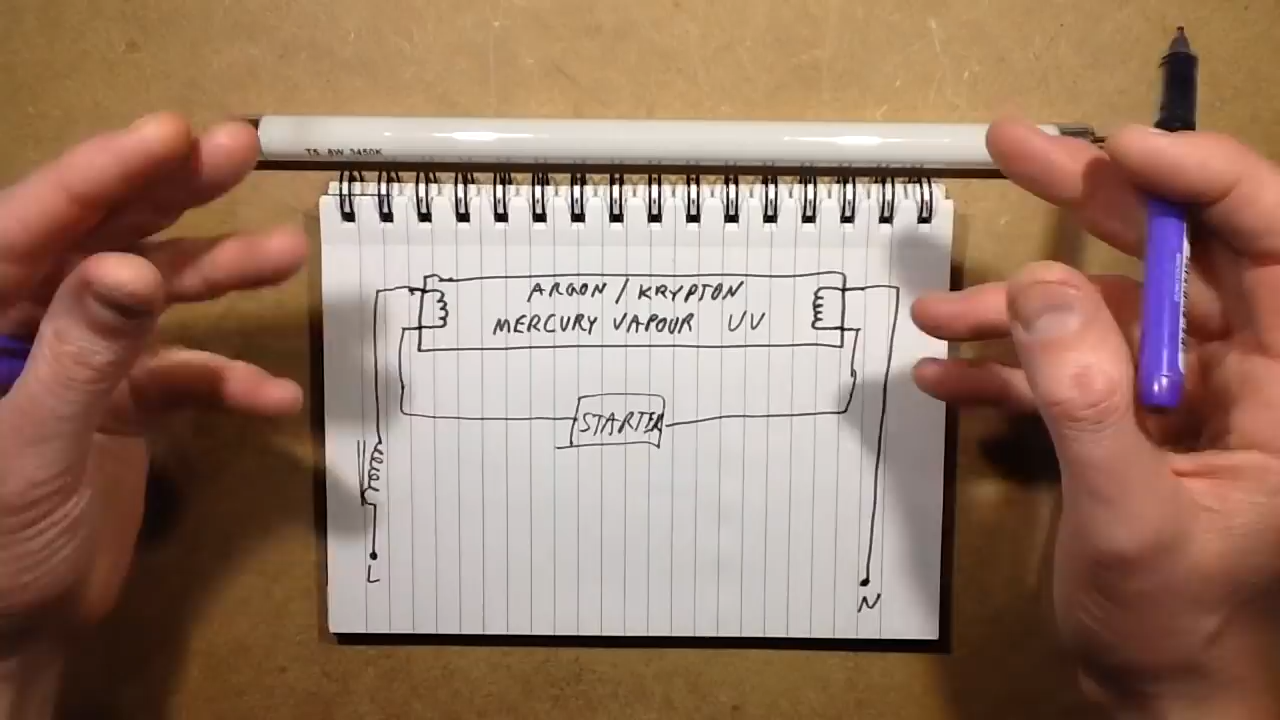 T5 8W 3450K
ARGON / KRYPTON
MERCURY VAPOUR UV
STARTER
L
N